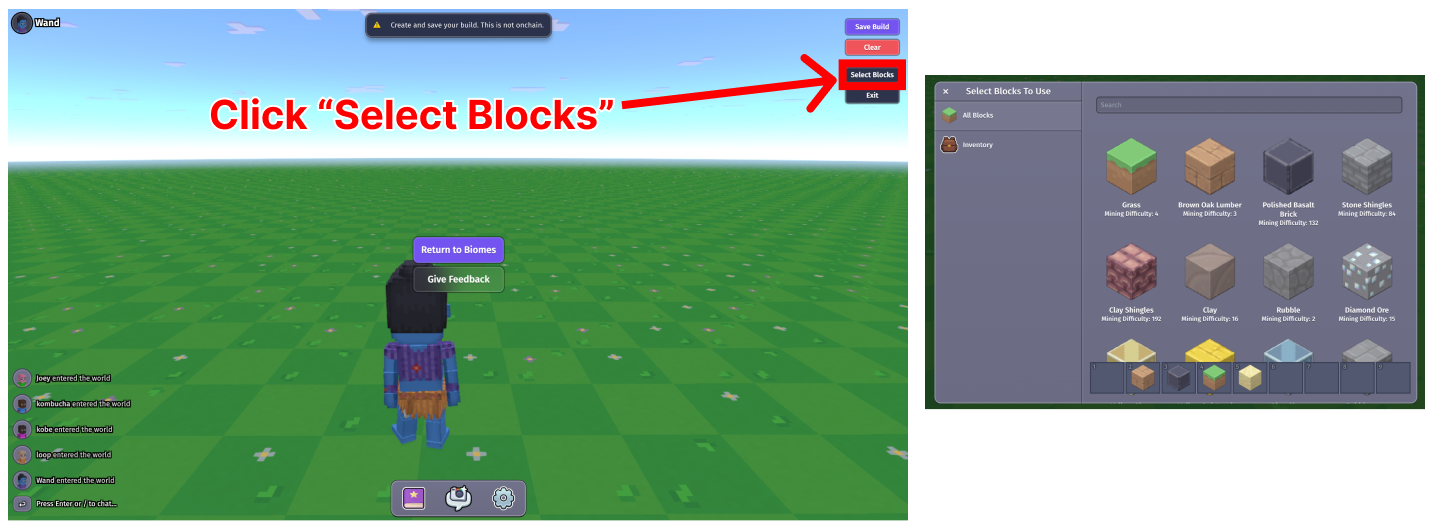 Wand
Create and save your build. This is not onchain.
Save Build
Clear
Select Blocks
Exit
Click “Select Blocks”
Return to Biomes
Give Feedback
Joey entered the world
kombucha entered the world
kobe entered the world
loop entered the world
Wand entered the world
Press Enter or / to chat...
× Select Blocks To Use
All Blocks
Inventory
Search
Grass
Mining Difficulty: 4
Brown Oak Lumber
Mining Difficulty: 3
Polished Basalt
Brick
Mining Difficulty: 132
Stone Shingles
Mining Difficulty: 84
Clay Shingles
Mining Difficulty: 192
Clay
Mining Difficulty: 16
Rubble
Mining Difficulty: 2
Diamond Ore
Mining Difficulty: 15
1 2 3 4 5 6 7 8 9